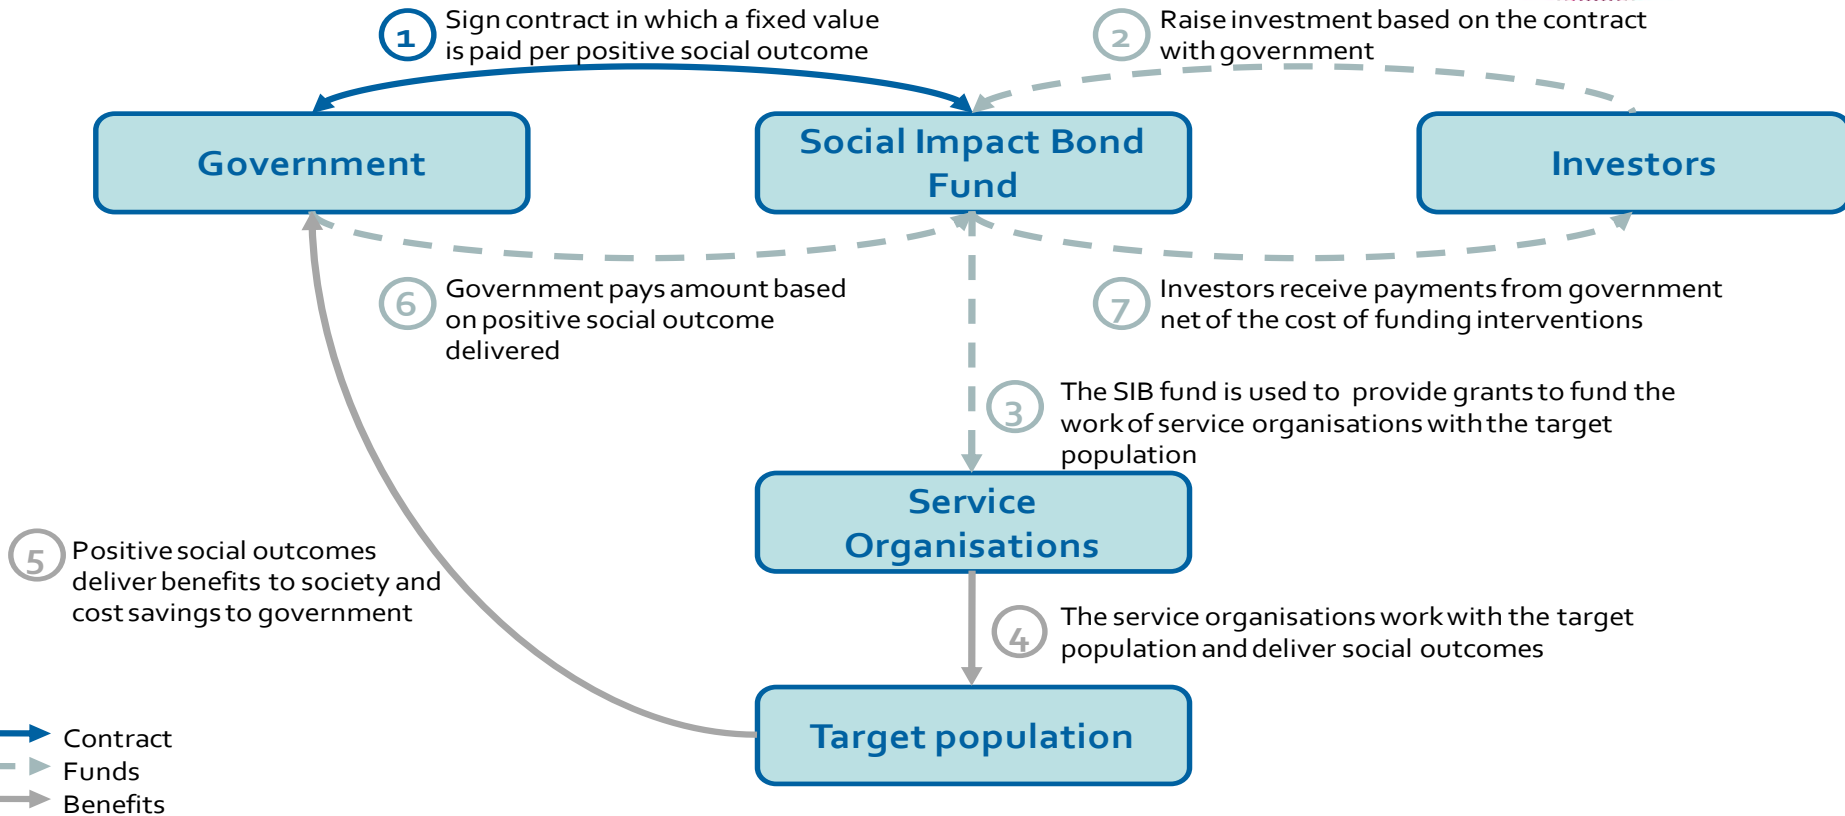 1
Sign contract in which a fixed value
is paid per positive social outcome
2
Raise investment based on the contract
with government
Government
Social Impact Bond
Fund
Investors
6
Government pays amount based
on positive social outcome
delivered
7
Investors receive payments from government
net of the cost of funding interventions
3
The SIB fund is used to provide grants to fund the
work of service organisations with the target
population
Service
Organisations
5
Positive social outcomes
deliver benefits to society and
cost savings to government
4
The service organisations work with the target
population and deliver social outcomes
Target population
Contract
Funds
Benefits